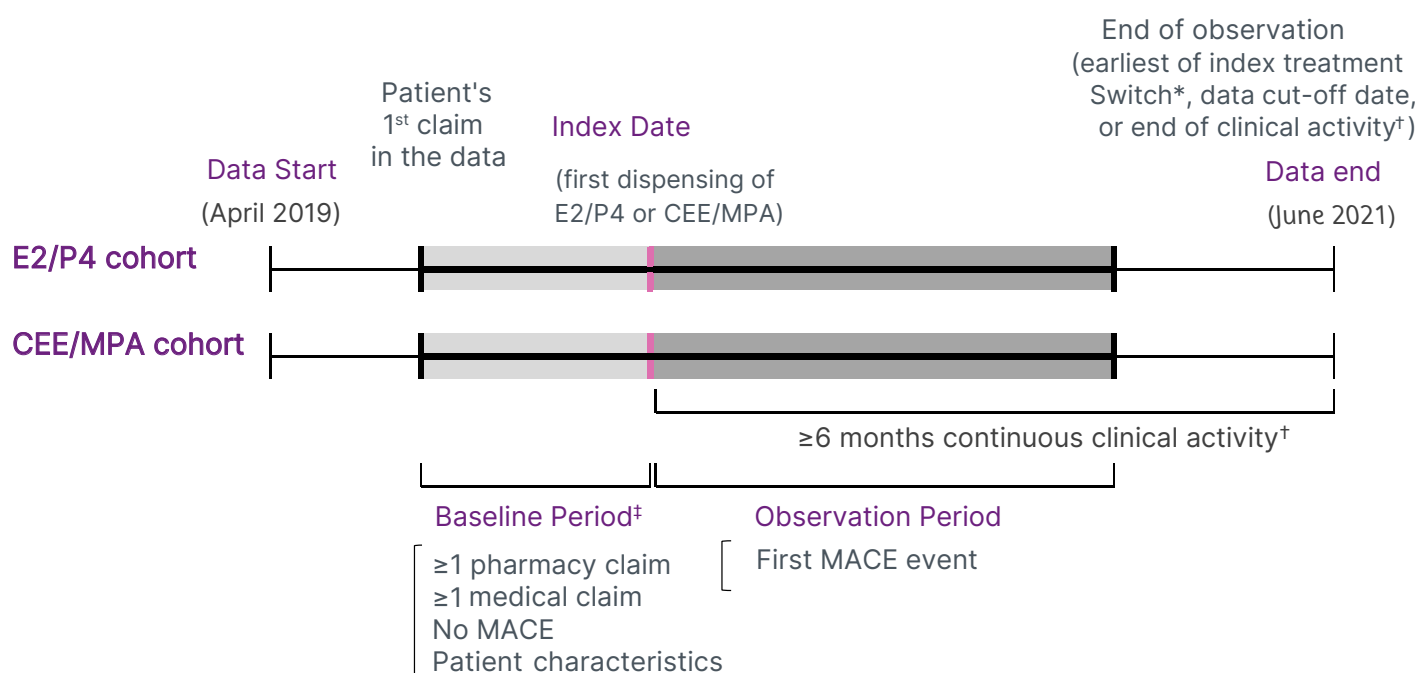 End of observation
(earliest of index treatment
Switch*, data cut-off date,
or end of clinical activity†)
Patient's
1st claim
in the data
Index Date
(first dispensing of
E2/P4 or CEE/MPA)
Data Start
(April 2019)
Data end
(June 2021)
E2/P4 cohort
CEE/MPA cohort
≥6 months continuous clinical activity†
Baseline Period‡
≥1 pharmacy claim
≥1 medical claim
No MACE
Patient characteristics
Observation Period
First MACE event